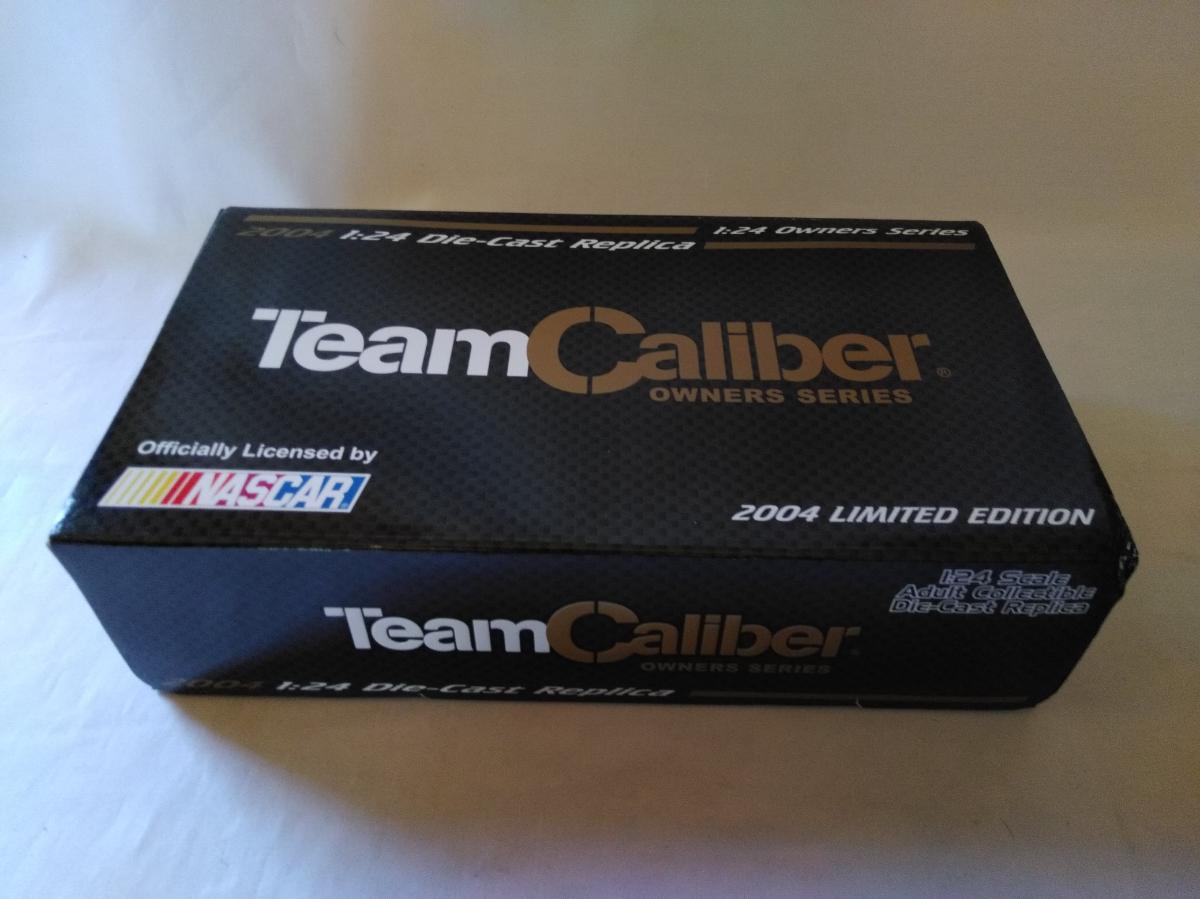 2004 1:24 Die-Cast Replica
1:24 Owners Series
TeamCaliber®
OWNERS SERIES
Officially Licensed by
NASCAR
2004 LIMITED EDITION
1:24 Scale
Adult Collectible
Die-Cast Replica
TeamCaliber
OWNERS SERIES
2004 1:24 Die-Cast Replica